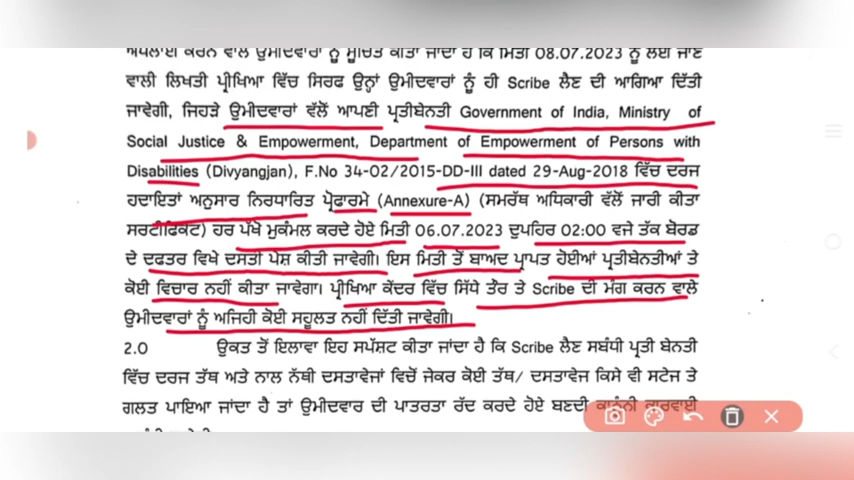 ਅਪਲਾਈ ਕਰਨ ਵਾਲੇ ਉਮੀਦਵਾਰਾਂ ਨੂੰ ਸੂਚਿਤ ਕੀਤਾ ਜਾਂਦਾ ਹੈ ਕਿ ਮਿਤੀ 08.07.2023 ਨੂੰ ਲਈ ਜਾਣ
ਵਾਲੀ ਲਿਖਤੀ ਪ੍ਰੀਖਿਆ ਵਿੱਚ ਸਿਰਫ ਉਨ੍ਹਾਂ ਉਮੀਦਵਾਰਾਂ ਨੂੰ ਹੀ Scribe ਲੈਣ ਦੀ ਆਗਿਆ ਦਿੱਤੀ
ਜਾਵੇਗੀ, ਜਿਹੜੇ ਉਮੀਦਵਾਰਾਂ ਵੱਲੋਂ ਆਪਣੀ ਪ੍ਰਤੀਬੇਨਤੀ Government of India, Ministry of
Social Justice & Empowerment, Department of Empowerment of Persons with
Disabilities (Divyangjan), F.No 34-02/2015-DD-III dated 29-Aug-2018 ਵਿੱਚ ਦਰਜ
ਹਦਾਇਤਾਂ ਅਨੁਸਾਰ ਨਿਰਧਾਰਿਤ ਪ੍ਰੋਫਾਰਮੇ (Annexure-A) (ਸਮਰੱਥ ਅਧਿਕਾਰੀ ਵੱਲੋਂ ਜਾਰੀ ਕੀਤਾ
ਸਰਟੀਫਿਕੇਟ) ਹਰ ਪੱਖੋਂ ਮੁਕੰਮਲ ਕਰਦੇ ਹੋਏ ਮਿਤੀ 06.07.2023 ਦੁਪਹਿਰ 02:00 ਵਜੇ ਤੱਕ ਬੋਰਡ
ਦੇ ਦਫਤਰ ਵਿਖੇ ਦਸਤੀ ਪੇਸ਼ ਕੀਤੀ ਜਾਵੇਗੀ। ਇਸ ਮਿਤੀ ਤੋਂ ਬਾਅਦ ਪ੍ਰਾਪਤ ਹੋਈਆਂ ਪ੍ਰਤੀਬੇਨਤੀਆਂ ਤੇ
ਕੋਈ ਵਿਚਾਰ ਨਹੀਂ ਕੀਤਾ ਜਾਵੇਗਾ। ਪ੍ਰੀਖਿਆ ਕੇਂਦਰ ਵਿੱਚ ਸਿੱਧੇ ਤੌਰ ਤੇ Scribe ਦੀ ਮੰਗ ਕਰਨ ਵਾਲੇ
ਉਮੀਦਵਾਰਾਂ ਨੂੰ ਅਜਿਹੀ ਕੋਈ ਸਹੂਲਤ ਨਹੀਂ ਦਿੱਤੀ ਜਾਵੇਗੀ।
2.0 ਉਕਤ ਤੋਂ ਇਲਾਵਾ ਇਹ ਸਪੱਸ਼ਟ ਕੀਤਾ ਜਾਂਦਾ ਹੈ ਕਿ Scribe ਲੈਣ ਸਬੰਧੀ ਪ੍ਰਤੀ ਬੇਨਤੀ
ਵਿੱਚ ਦਰਜ ਤੱਥ ਅਤੇ ਨਾਲ ਨੱਥੀ ਦਸਤਾਵੇਜਾਂ ਵਿਚੋਂ ਜੇਕਰ ਕੋਈ ਤੱਥ/ ਦਸਤਾਵੇਜ ਕਿਸੇ ਵੀ ਸਟੇਜ ਤੇ
ਗਲਤ ਪਾਇਆ ਜਾਂਦਾ ਹੈ ਤਾਂ ਉਮੀਦਵਾਰ ਦੀ ਪਾਤਰਤਾ ਰੱਦ ਕਰਦੇ ਹੋਏ ਬਣਦੀ ਕਾਨੂੰਨੀ ਕਾਰਵਾਈ